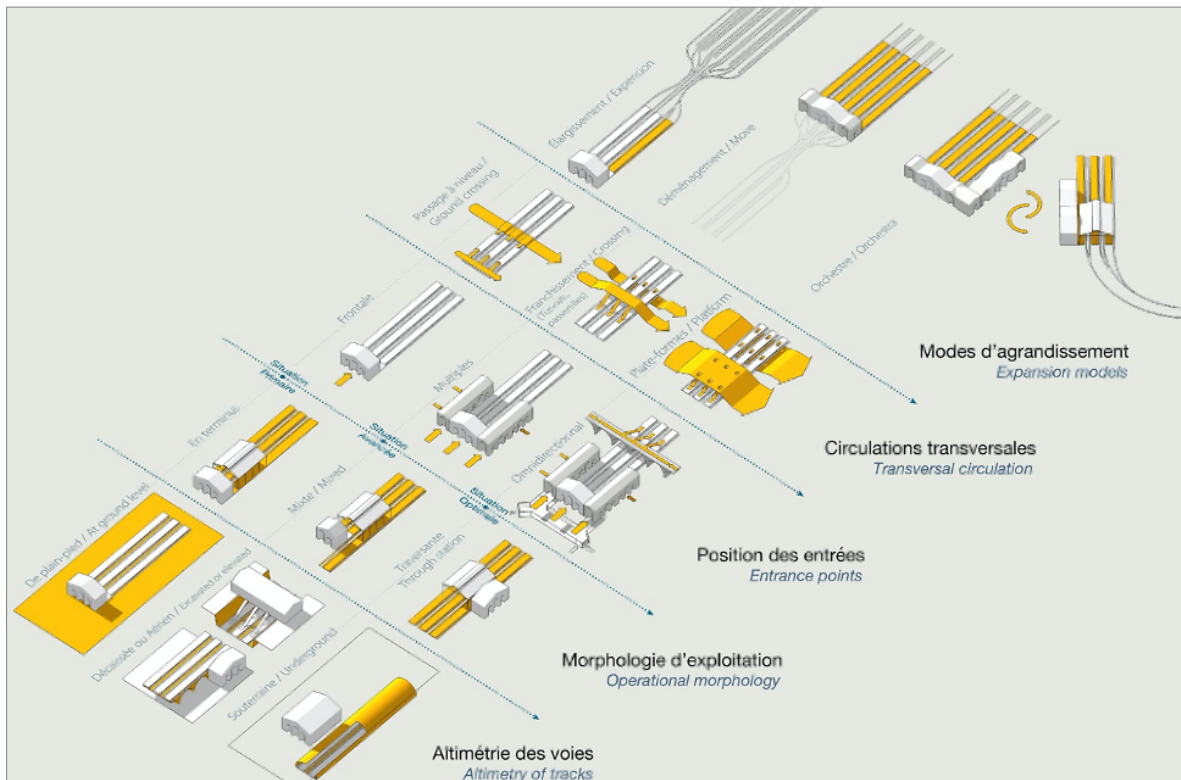 Élargissement / Expension
Déménagement / Move
Orchestre / Orchestra
Modes d'agrandissement
Expansion models
Passage à niveau /
Ground crossing
Franchissement / Crossing
(Tunnels,
passerelles)
Plate-formes / Platform
Circulations transversales
Transversal circulation
Frontale
Multiples
Omnidirectionnal
Position des entrées
Entrance points
Situation
Primaire
Situation
Avancée
Situation
Optimale
En terminus
Mixte / Mixed
Traversante
Through station
Morphologie d'exploitation
Operational morphology
De plain-pied / At ground level
Décaissée ou Aérien / Excavated or elevated
Souterraine / Underground
Altimétrie des voies
Altimetry of tracks